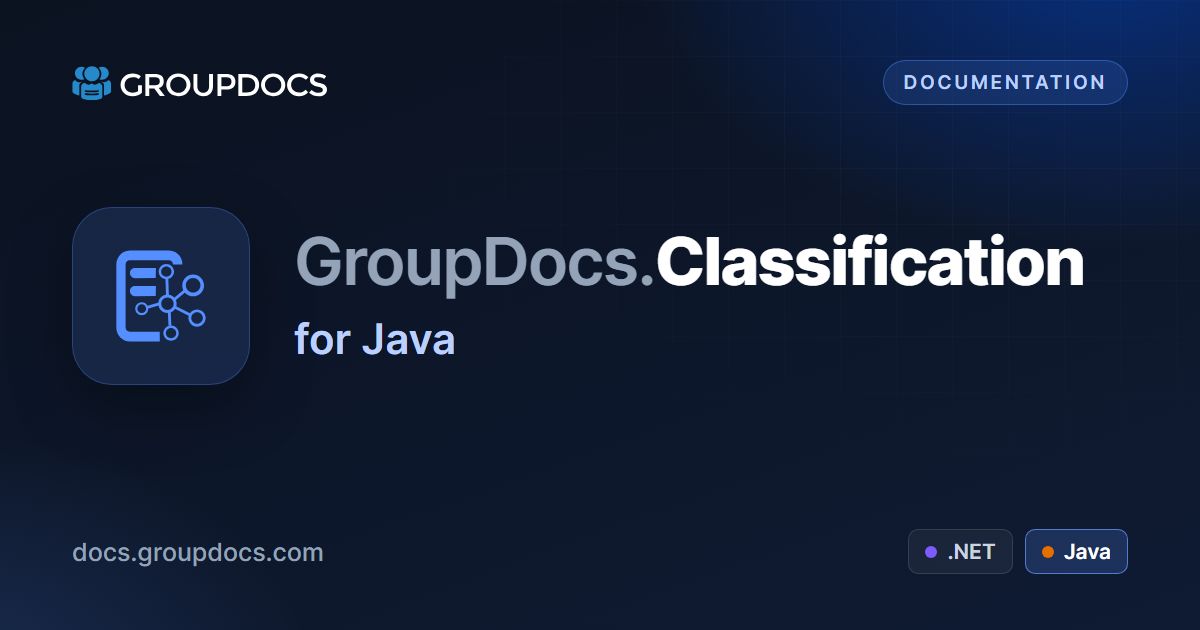 GROUPDOCS
DOCUMENTATION
GroupDocs.Classification
for Java
docs.groupdocs.com
.NET
Java